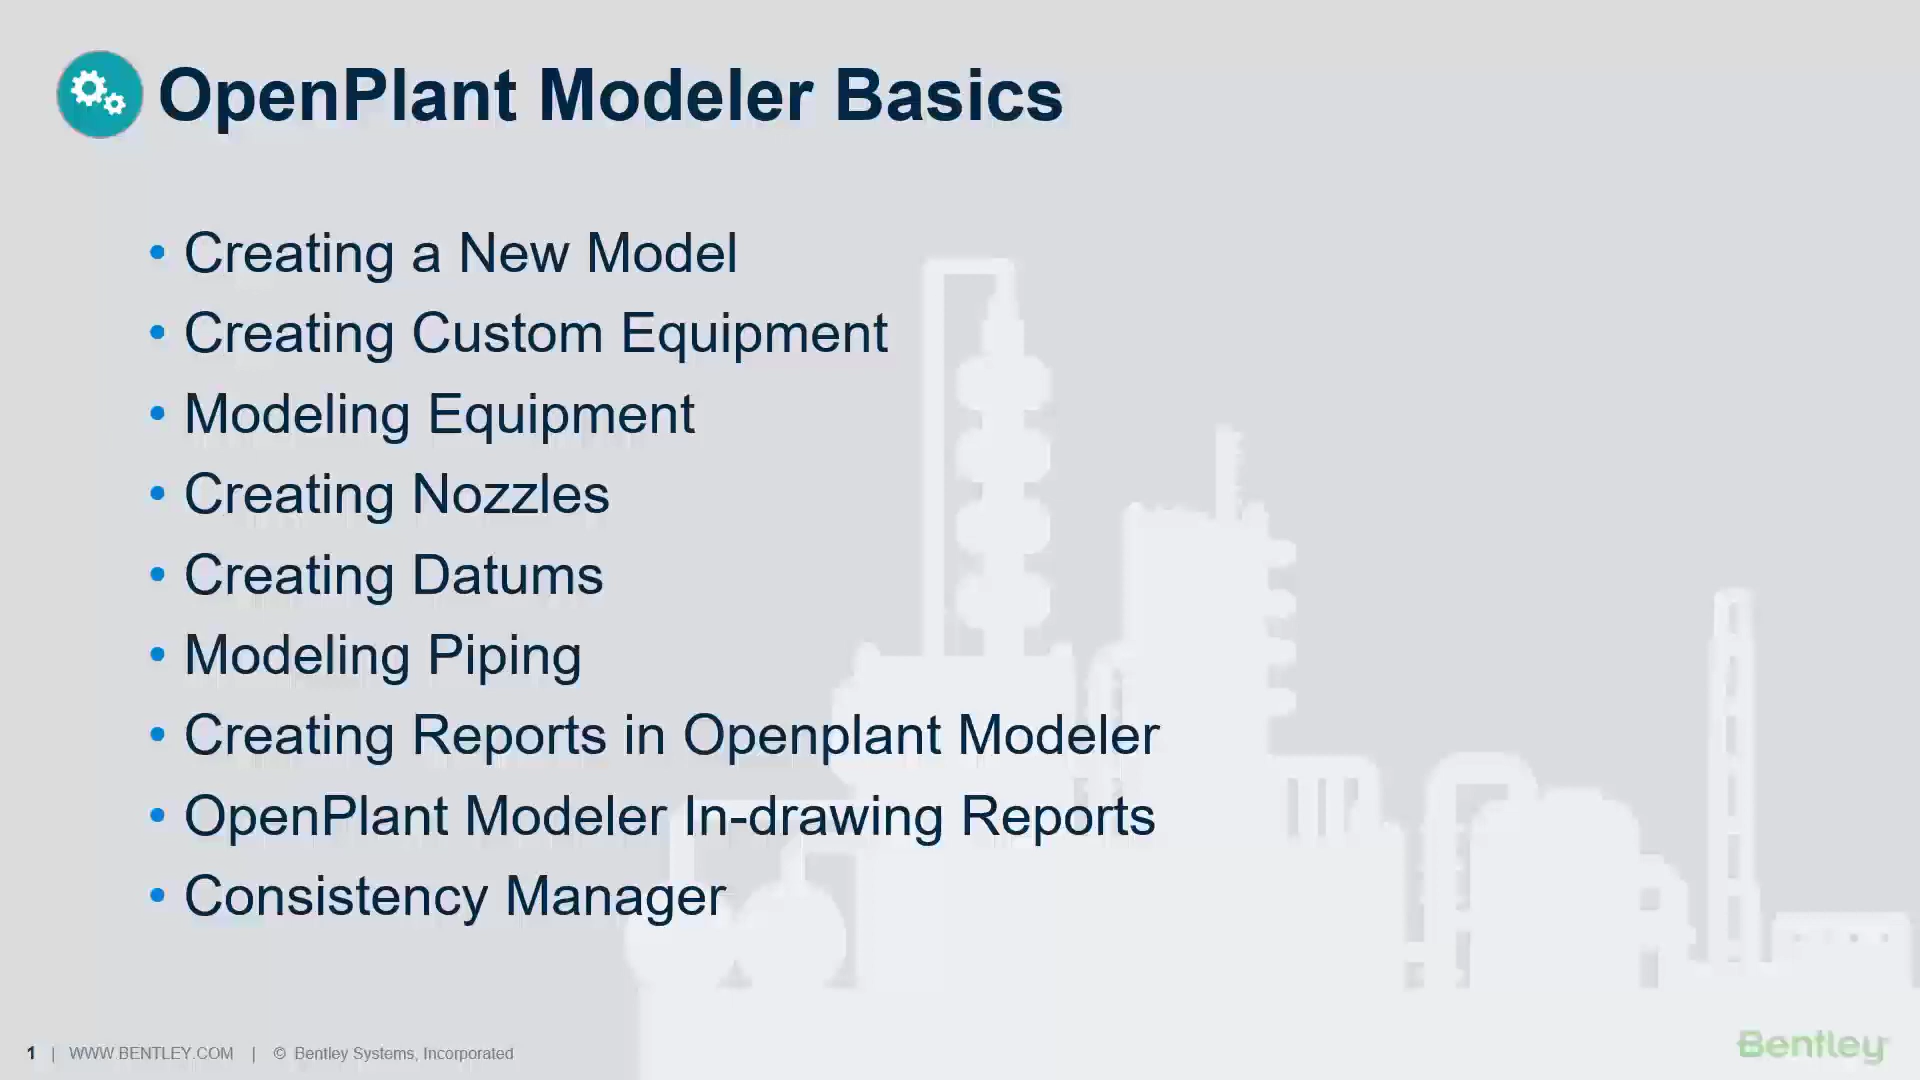 OpenPlant Modeler Basics
• Creating a New Model
• Creating Custom Equipment
• Modeling Equipment
• Creating Nozzles
• Creating Datums
• Modeling Piping
• Creating Reports in Openplant Modeler
• OpenPlant Modeler In-drawing Reports
• Consistency Manager
1 | WWW.BENTLEY.COM | © Bentley Systems, Incorporated
Bentley